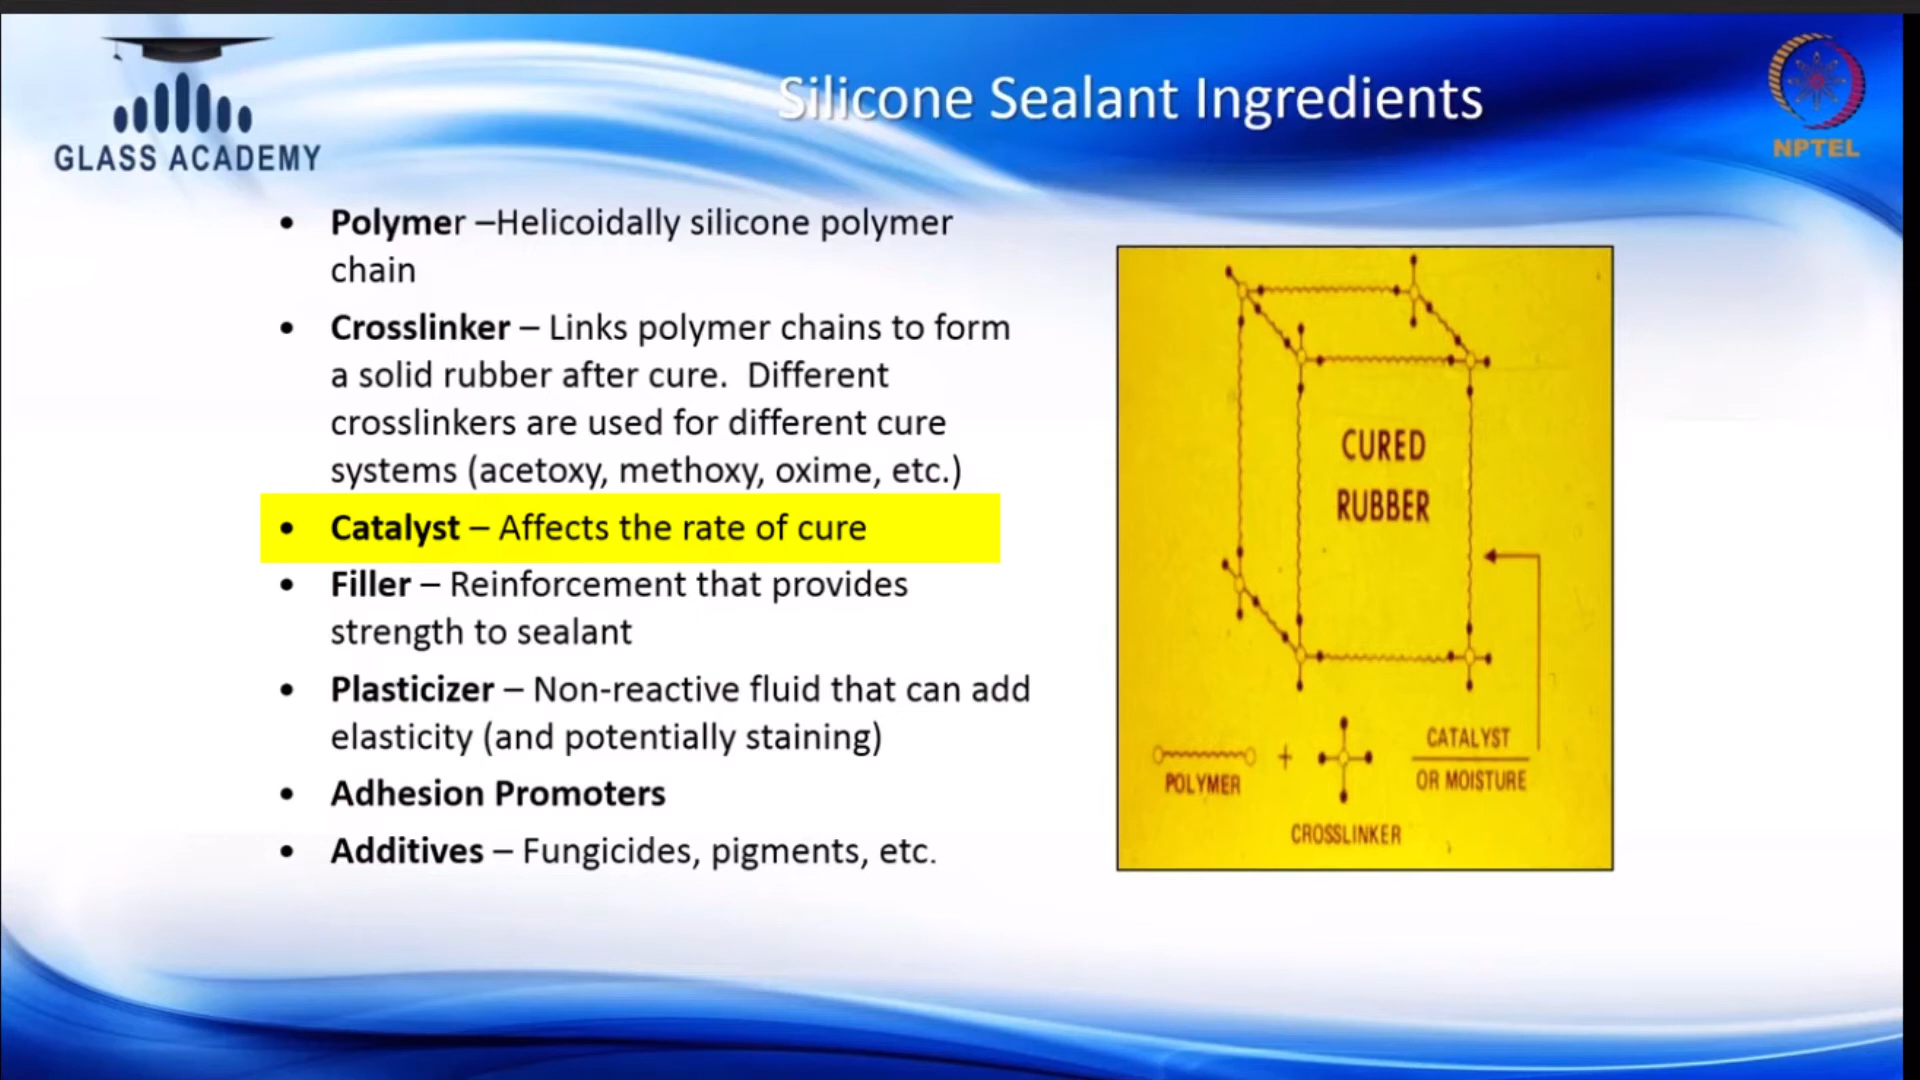 GLASS ACADEMY
Silicone Sealant Ingredients
NPTEL
• Polymer –Helicoidally silicone polymer
chain
• Crosslinker – Links polymer chains to form
a solid rubber after cure. Different
crosslinkers are used for different cure
systems (acetoxy, methoxy, oxime, etc.)
• Catalyst – Affects the rate of cure
• Filler – Reinforcement that provides
strength to sealant
• Plasticizer – Non-reactive fluid that can add
elasticity (and potentially staining)
• Adhesion Promoters
• Additives – Fungicides, pigments, etc.
CURED
RUBBER
POLYMER
+
CROSSLINKER
CATALYST
OR MOISTURE